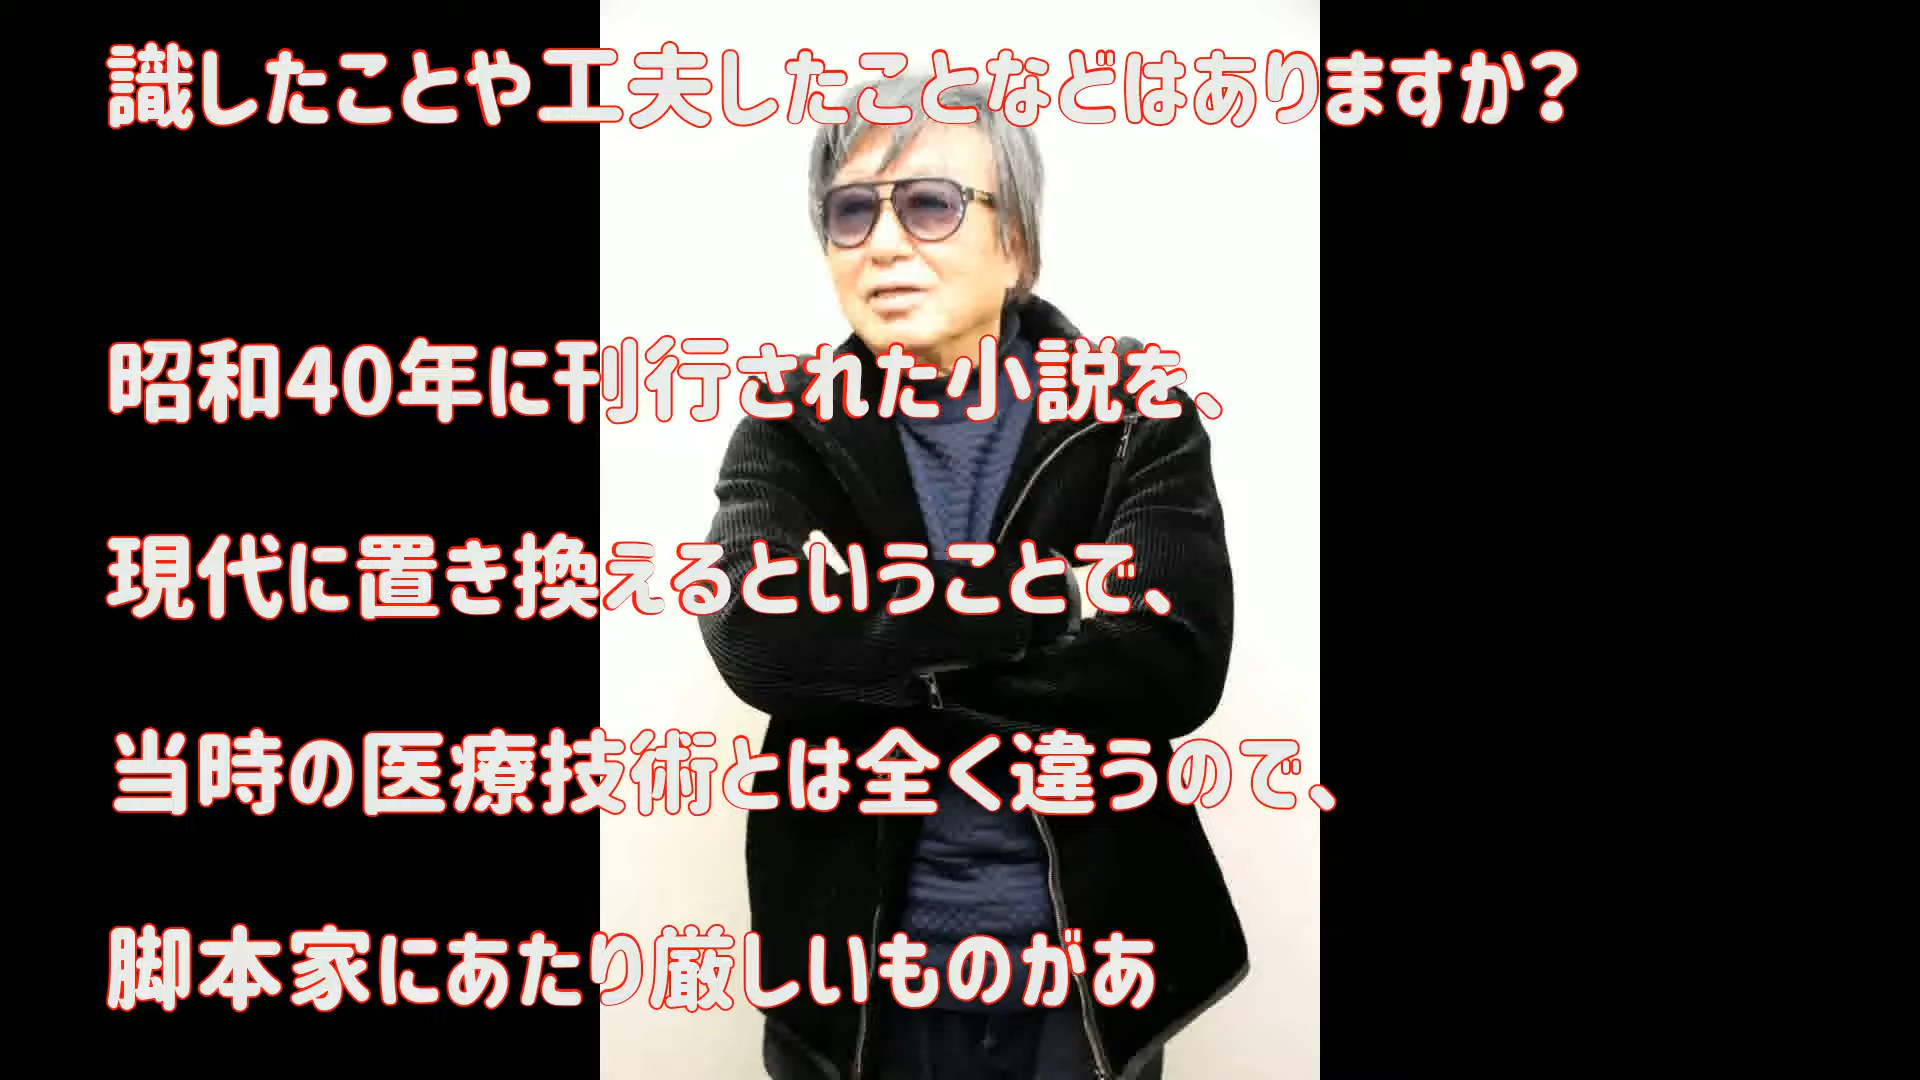 識したことや工夫したことなどはありますか?
昭和40年に刊行された小説を、
現代に置き換えるということで、
当時の医療技術とは全く違うので、
脚本家にあたり厳しいものがあ